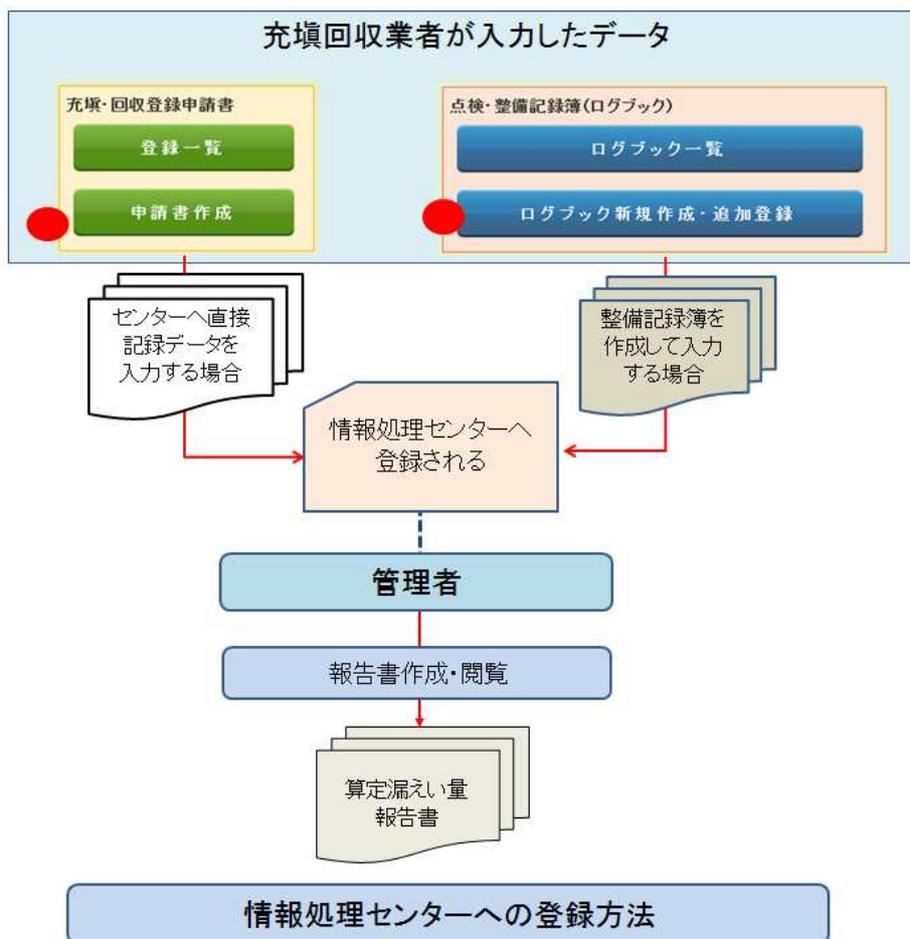 充塡回収業者が入力したデータ
充塡・回収登録申請書
登録一覧
申請書作成
点検・整備記録簿(ログブック)
ログブック一覧
ログブック新規作成・追加登録
センターへ直接
記録データを
入力する場合
整備記録簿を
作成して入力
する場合
情報処理センターへ
登録される
管理者
報告書作成・閲覧
算定漏えい量
報告書
情報処理センターへの登録方法